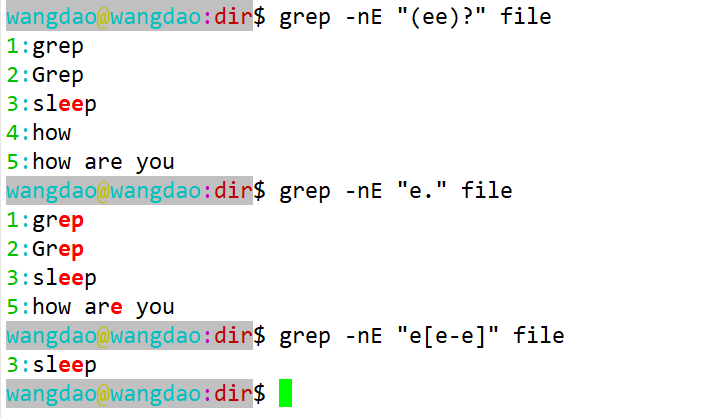 wangdao@wangdao:dir$ grep -nE "(ee)?" file
1:grep
2:Grep
3:sleep
4:how
5:how are you
wangdao@wangdao:dir$ grep -nE "e." file
1:grep
2:Grep
3:sleep
5:how are you
wangdao@wangdao:dir$ grep -nE "e[e-e]" file
3:sleep
wangdao@wangdao:dir$